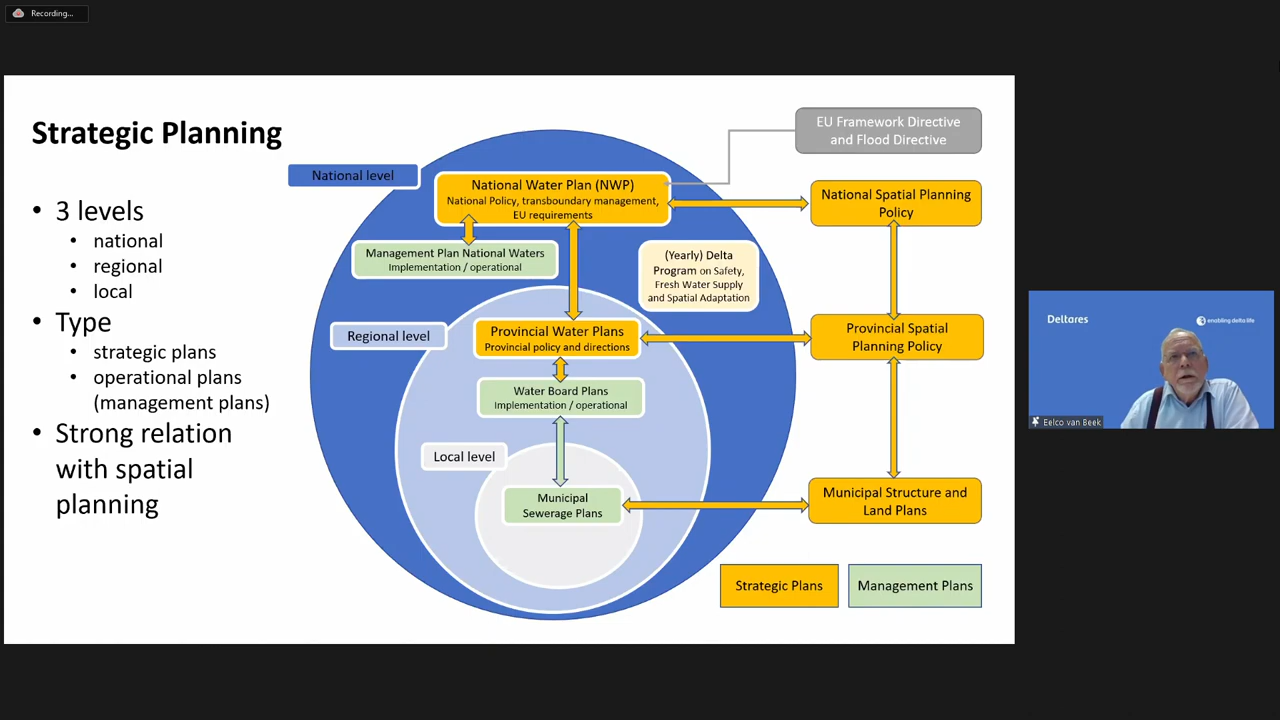 Recording...
Strategic Planning
• 3 levels
• national
• regional
• local
• Type
• strategic plans
• operational plans
(management plans)
• Strong relation
with spatial
planning
EU Framework Directive
and Flood Directive
National level
National Water Plan (NWP)
National Policy, transboundary management,
EU requirements
National Spatial Planning
Policy
Management Plan National Waters
Implementation / operational
(Yearly) Delta
Program on Safety,
Fresh Water Supply
and Spatial Adaptation
Regional level
Provincial Water Plans
Provincial policy and directions
Provincial Spatial
Planning Policy
Water Board Plans
Implementation / operational
Local level
Municipal
Sewerage Plans
Municipal Structure and
Land Plans
Strategic Plans
Management Plans
Deltares
enabling delta life
Eelco van Beek